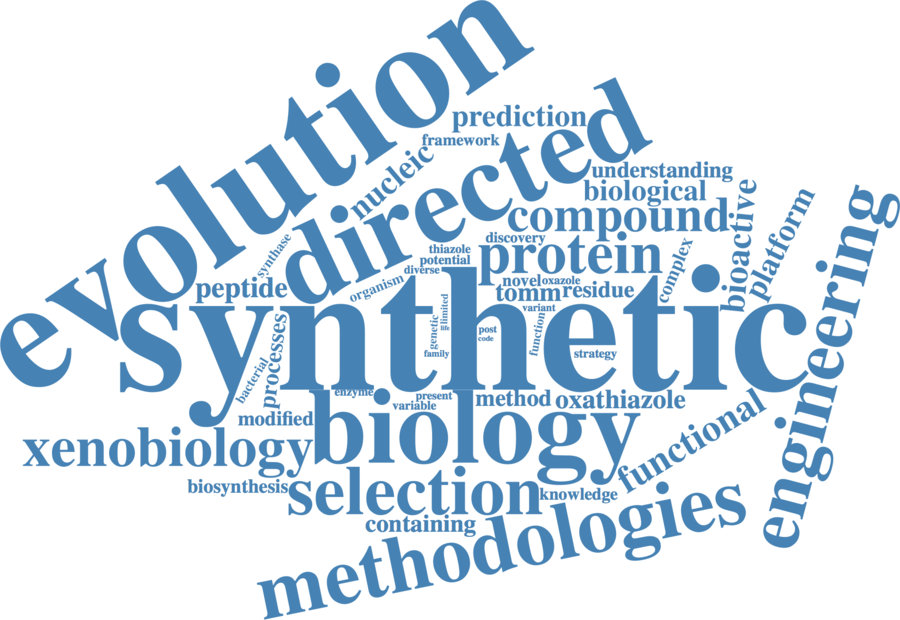 evolution
prediction
framework
directed
nucleic
understanding
biological
bioactive
platform
compound
engineering
synthase
discovery
protein
complex
thiazole
potential
diverse
peptide
organism
novel
oxazole
tomm
residue
synthetic
variant
function
genetic
limited
life
post
code
family
strategy
processes
bacterial
enzyme
present
variable
method
oxathiazole
modified
biology
functional
xenobiology
biosynthesis
selection
knowledge
containing
methodologies